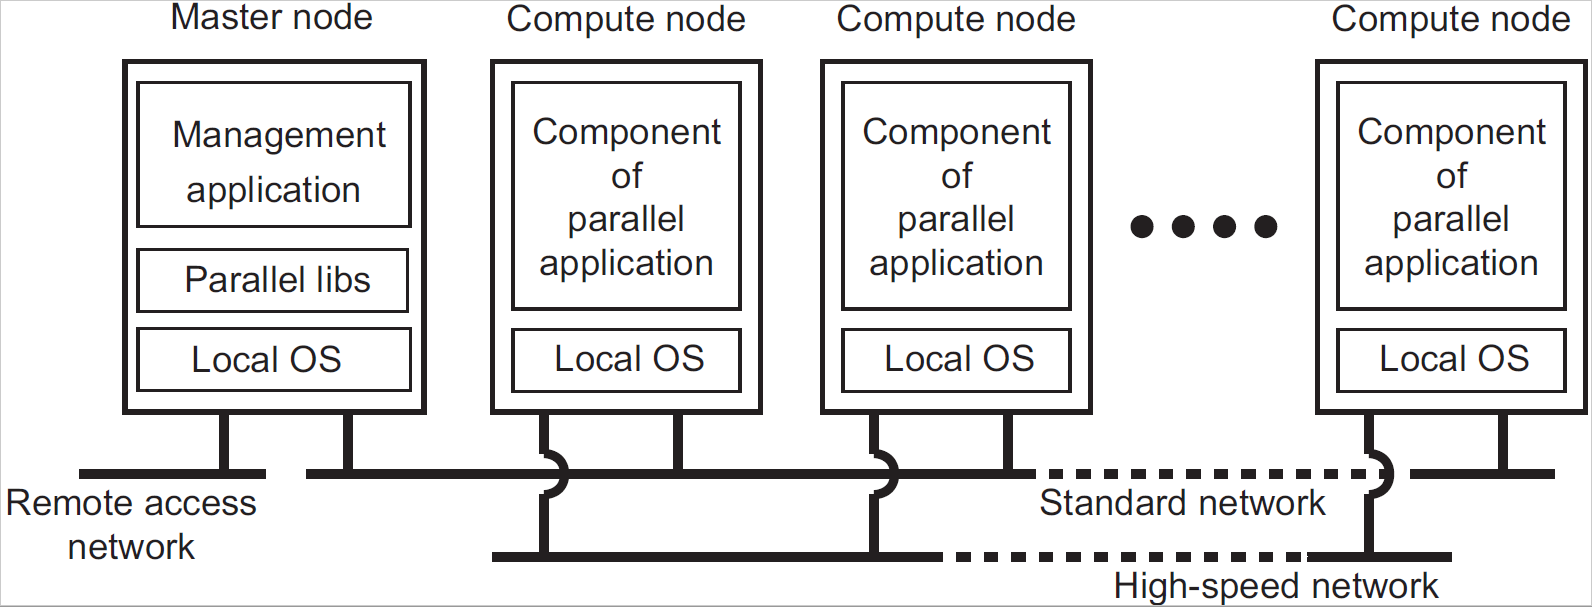 Master node
Compute node
Compute node
Compute node
Management
application
Parallel libs
Local OS
Component
of
parallel
application
Local OS
Component
of
parallel
application
Local OS
Component
of
parallel
application
Local OS
Remote access
network
Standard network
High-speed network